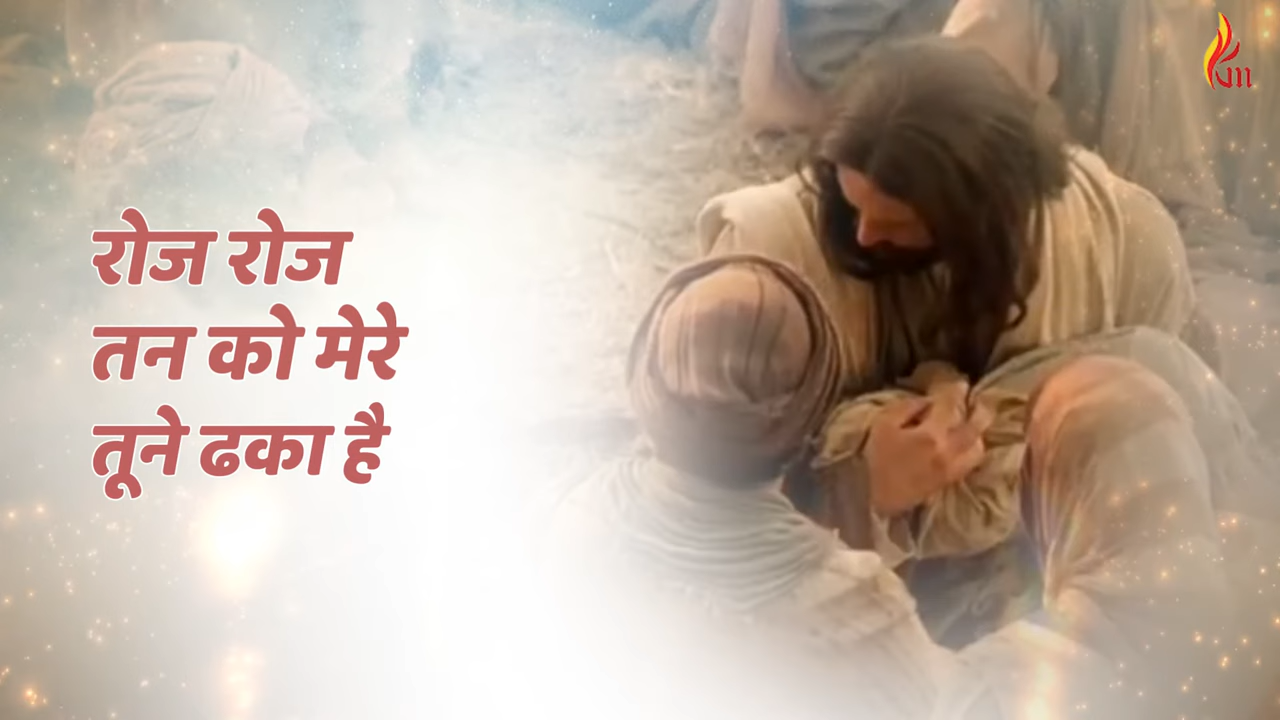 रोज रोज
तन को मेरे
तूने ढका है